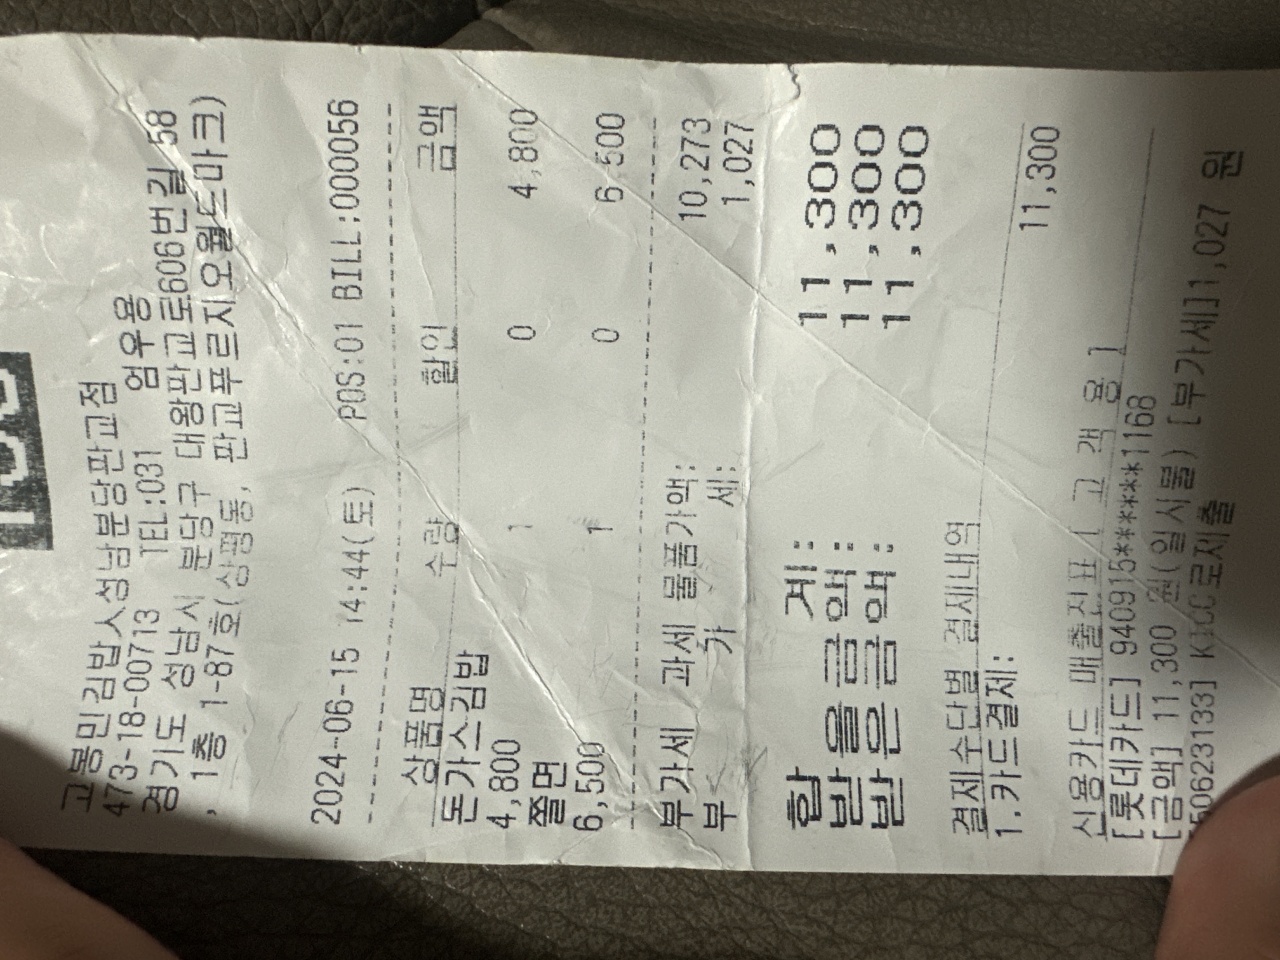 고봉민김밥人성남분당판교점
473-18-00713 TEL:031 엄우용
경기도 성남시 분당구 대왕판교로606번길 58
, 1층 1-87호(삼평동, 판교푸르지오월드마크)
2024-06-15 14:44(토) POS:01 BILL:000056
상품명 수량 할인 금액
돈가스김밥
4,800 1 0 4,800
쫄면
6,500 1 0 6,500
부가세 과세 물품가액: 10,273
부 가 세: 1,027
합 계: 11,300
받을금액: 11,300
받은금액: 11,300
결제수단별 결제내역
1.카드결제: 11,300
신용카드 매출전표 [ 고 객 용 ]
[롯데카드] 940915******1168
[금액] 11,300 원(일시불) [부가세]1,027 원
[50623133] KICC로제출